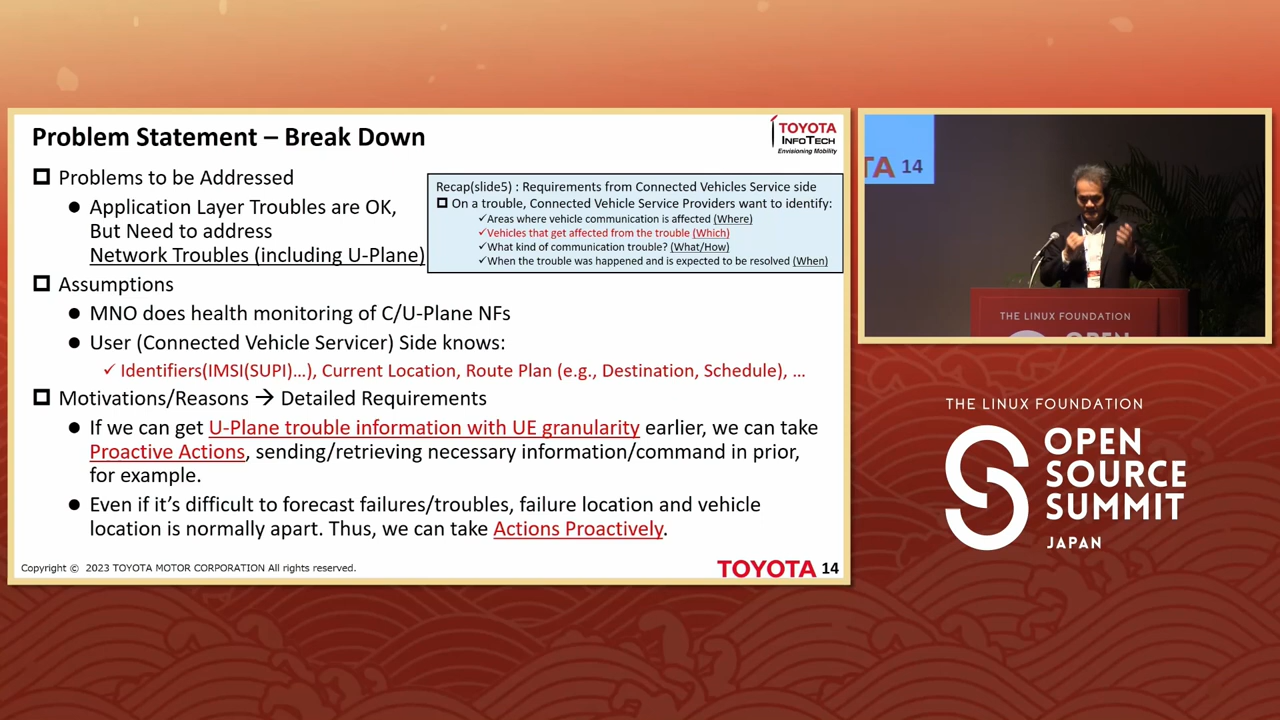 Problem Statement – Break Down
TOYOTA
INFOTECH
Envisioning Mobility
Problems to be Addressed
Application Layer Troubles are OK,
But Need to address
Network Troubles (including U-Plane)
Recap(slide5) : Requirements from Connected Vehicles Service side
On a trouble, Connected Vehicle Service Providers want to identify:
✓Areas where vehicle communication is affected (Where)
✓Vehicles that get affected from the trouble (Which)
✓What kind of communication trouble? (What/How)
✓When the trouble was happened and is expected to be resolved (When)
Assumptions
● MNO does health monitoring of C/U-Plane NFs
● User (Connected Vehicle Servicer) Side knows:
✓ Identifiers(IMSI(SUPI)…), Current Location, Route Plan (e.g., Destination, Schedule), …
Motivations/Reasons → Detailed Requirements
● If we can get U-Plane trouble information with UE granularity earlier, we can take
Proactive Actions, sending/retrieving necessary information/command in prior,
for example.
● Even if it’s difficult to forecast failures/troubles, failure location and vehicle
location is normally apart. Thus, we can take Actions Proactively.
Copyright © 2023 TOYOTA MOTOR CORPORATION All rights reserved.
TOYOTA 14
TA 14
THE LINUX FOUNDATION
OPEN
THE LINUX FOUNDATION
OPEN
SOURCE
SUMMIT
JAPAN